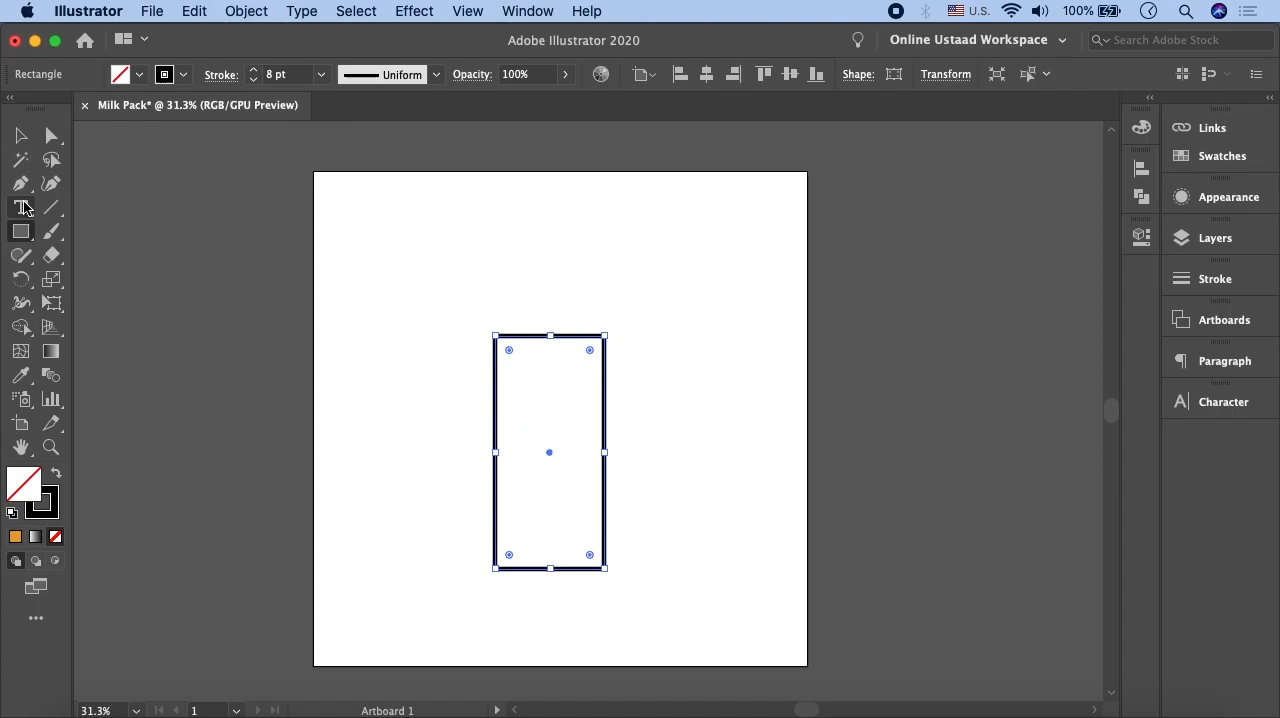 Illustrator File Edit Object Type Select Effect View Window Help U.S. 100%
Adobe Illustrator 2020 Online Ustaad Workspace Search Adobe Stock
Rectangle Stroke: 8 pt Uniform Opacity: 100% Shape: Transform
× Milk Pack* @ 31.3% (RGB/GPU Preview)
Links
Swatches
Appearance
Layers
Stroke
Artboards
Paragraph
Character
31.3% 1 Artboard 1